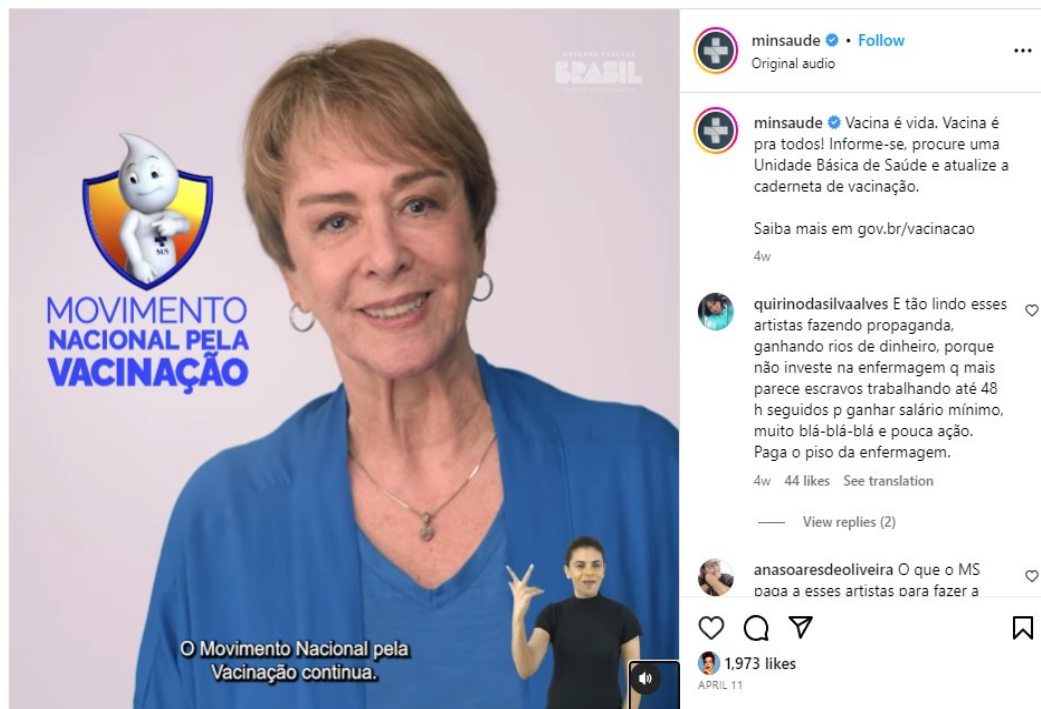 GOVERNO FEDERAL
BRASIL
SUS
MOVIMENTO
NACIONAL PELA
VACINAÇÃO
O Movimento Nacional pela
Vacinação continua.
minsaude • Follow
Original audio
minsaude Vacina é vida. Vacina é
pra todos! Informe-se, procure uma
Unidade Básica de Saúde e atualize a
caderneta de vacinação.
Saiba mais em gov.br/vacinacao
4w
quirinodasilvaalves E tão lindo esses
artistas fazendo propaganda,
ganhando rios de dinheiro, porque
não investe na enfermagem q mais
parece escravos trabalhando até 48
h seguidos p ganhar salário mínimo,
muito blá-blá-blá e pouca ação.
Paga o piso da enfermagem.
4w 44 likes See translation
View replies (2)
anasoaresdeoliveira O que o MS
paga a esses artistas para fazer a
1,973 likes
APRIL 11